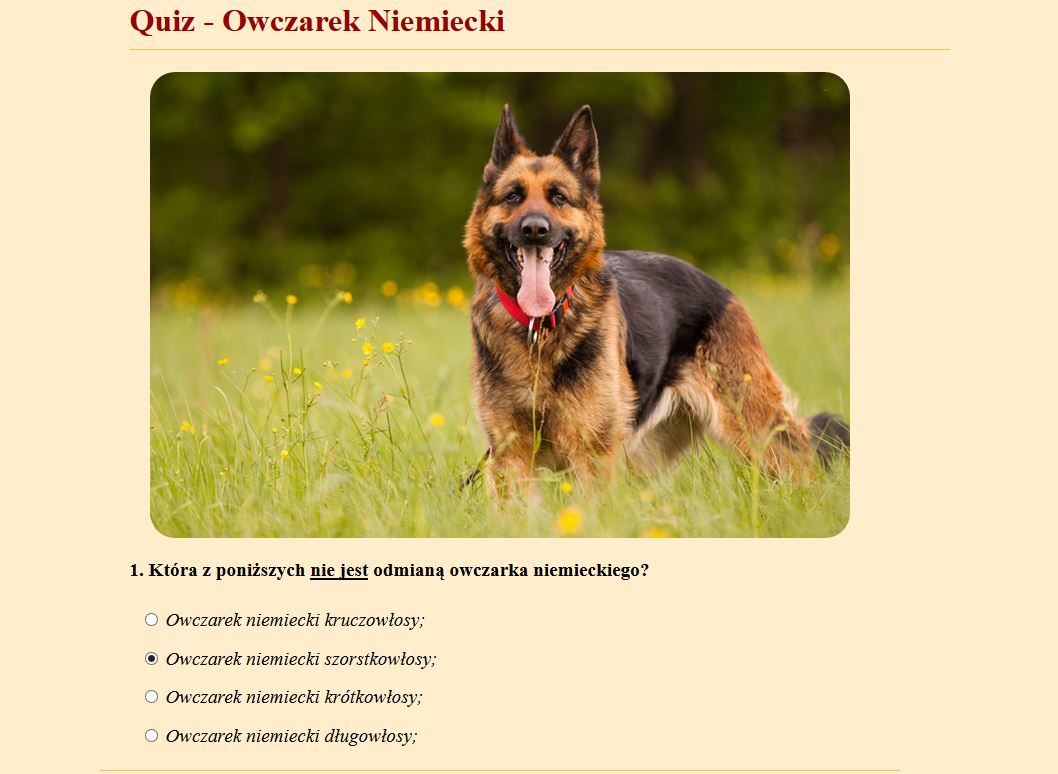 Quiz - Owczarek Niemiecki
1. Która z poniższych nie jest odmianą owczarka niemieckiego?
Owczarek niemiecki kruczowłosy;
Owczarek niemiecki szorstkowłosy;
Owczarek niemiecki krótkowłosy;
Owczarek niemiecki długowłosy;